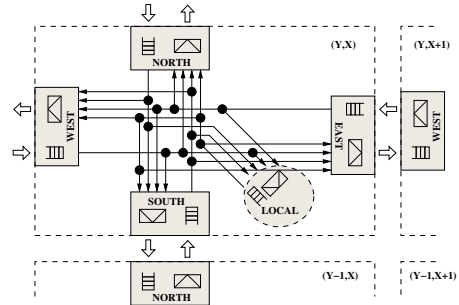 (Y,X)
(Y,X+1)
NORTH
WEST
EAST
WEST
SOUTH
LOCAL
(Y-1,X)
(Y-1,X+1)
NORTH